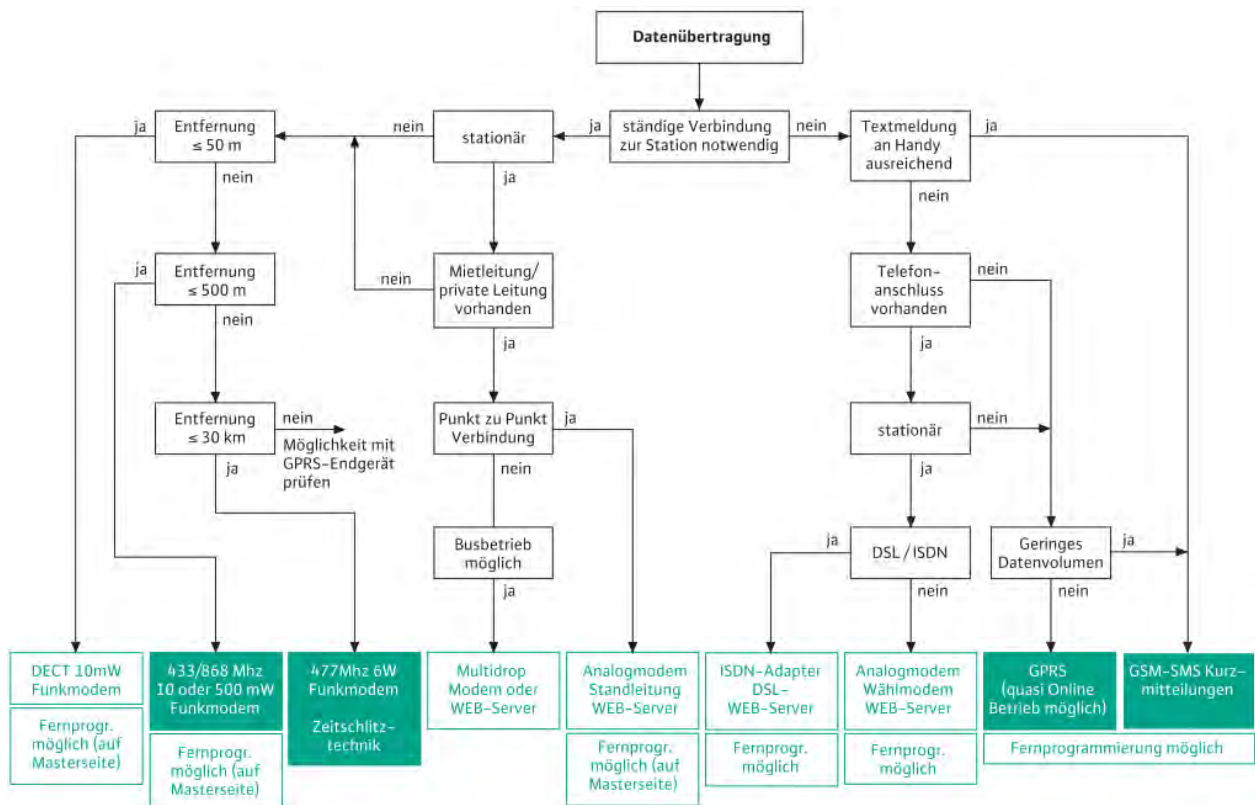 Datenübertragung
ja
Entfernung
≤ 50 m
nein
stationär
ja
ständige Verbindung
zur Station notwendig
nein
Textmeldung
an Handy
ausreichend
ja
nein
ja
nein
ja
Entfernung
≤ 500 m
nein
Mietleitung/
private Leitung
vorhanden
Telefon-
anschluss
vorhanden
nein
nein
ja
ja
Entfernung
≤ 30 km
nein
Möglichkeit mit
GPRS-Endgerät
prüfen
ja
Punkt zu Punkt
Verbindung
ja
nein
stationär
nein
ja
Busbetrieb
möglich
ja
ja
DSL / ISDN
nein
Geringes
Datenvolumen
ja
nein
DECT 10mW
Funkmodem
Fernprogr.
möglich (auf
Masterseite)
433/868 Mhz
10 oder 500 mW
Funkmodem
Fernprogr.
möglich (auf
Masterseite)
477Mhz 6W
Funkmodem
Zeitschlitz-
technik
Multidrop
Modem oder
WEB-Server
Analogmodem
Standleitung
WEB-Server
Fernprogr.
möglich (auf
Masterseite)
ISDN-Adapter
DSL-
WEB-Server
Fernprogr.
möglich
Analogmodem
Wählmodem
WEB-Server
Fernprogr.
möglich
GPRS
(quasi Online
Betrieb möglich)
GSM-SMS Kurz-
mitteilungen
Fernprogrammierung möglich